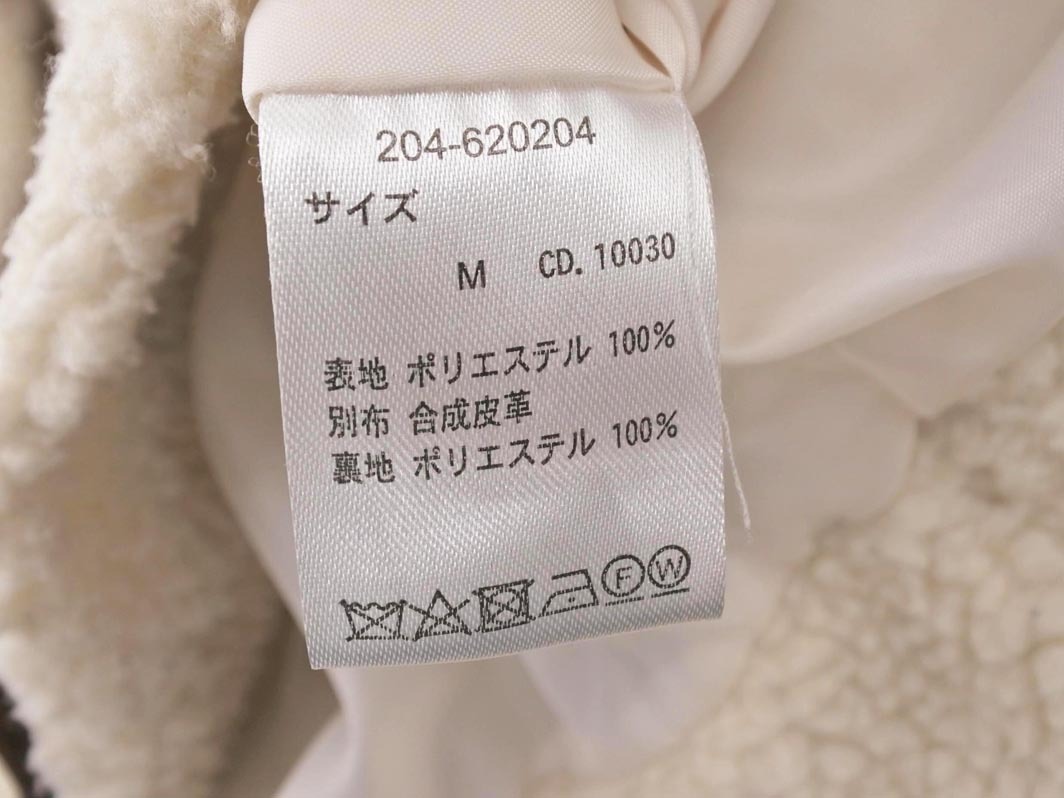 204-620204
サイズ
M CD. 10030
表地 ポリエステル 100%
別布 合成皮革
裏地 ポリエステル 100%
F W